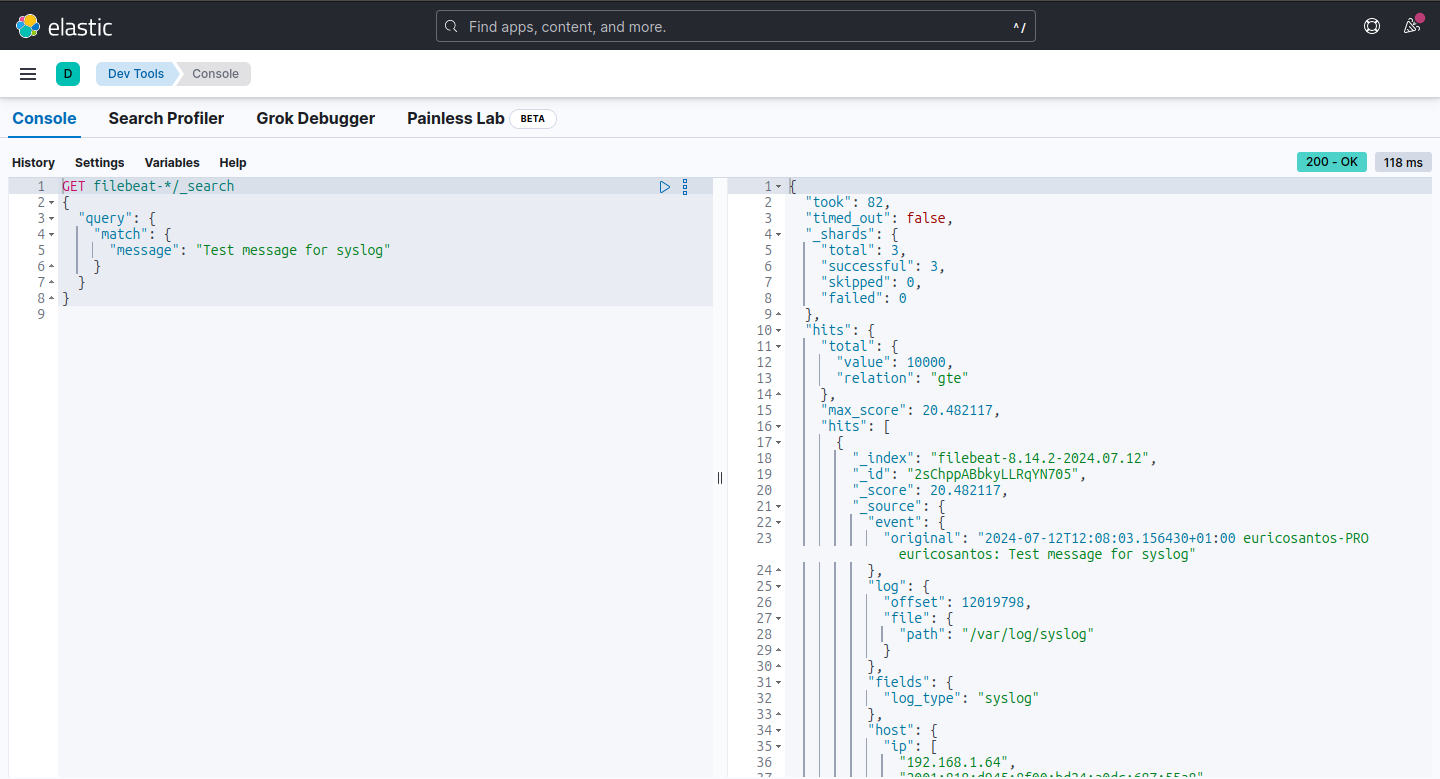 elastic
Find apps, content, and more.
^ /
D
Dev Tools
Console
Console
Search Profiler
Grok Debugger
Painless Lab
BETA
History
Settings
Variables
Help
200 - OK
118 ms
1 GET filebeat-*/_search
2 {
3 "query": {
4 "match": {
5 "message": "Test message for syslog"
6 }
7 }
8 }
9
1 {
2 "took": 82,
3 "timed_out": false,
4 "_shards": {
5 "total": 3,
6 "successful": 3,
7 "skipped": 0,
8 "failed": 0
9 },
10 "hits": {
11 "total": {
12 "value": 10000,
13 "relation": "gte"
14 },
15 "max_score": 20.482117,
16 "hits": [
17 {
18 "_index": "filebeat-8.14.2-2024.07.12",
19 "_id": "2sChppABbkyLLRqYN705",
20 "_score": 20.482117,
21 "_source": {
22 "event": {
23 "original": "2024-07-12T12:08:03.156430+01:00 euricosantos-PRO
euricosantos: Test message for syslog"
24 },
25 "log": {
26 "offset": 12019798,
27 "file": {
28 "path": "/var/log/syslog"
29 }
30 },
31 "fields": {
32 "log_type": "syslog"
33 },
34 "host": {
35 "ip": [
36 "192.168.1.64",
37